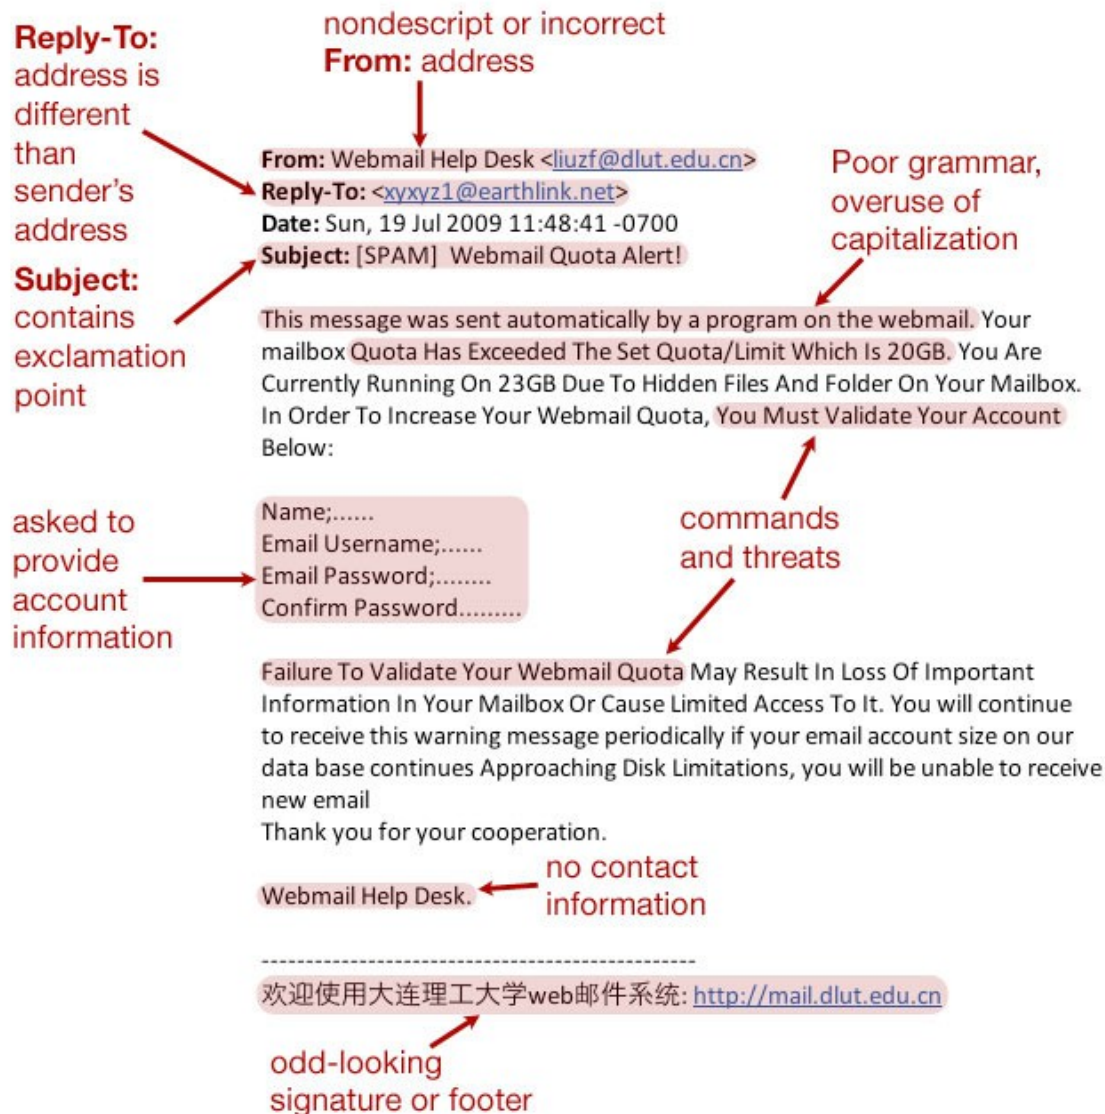 Reply-To:
address is
different
than
sender's
address
nondescript or incorrect
From: address
Subject:
contains
exclamation
point
Poor grammar,
overuse of
capitalization
From: Webmail Help Desk <liuzf@dlut.edu.cn>
Reply-To: <xyxyz1@earthlink.net>
Date: Sun, 19 Jul 2009 11:48:41 -0700
Subject: [SPAM]  Webmail Quota Alert!
This message was sent automatically by a program on the webmail. Your
mailbox Quota Has Exceeded The Set Quota/Limit Which Is 20GB. You Are
Currently Running On 23GB Due To Hidden Files And Folder On Your Mailbox.
In Order To Increase Your Webmail Quota, You Must Validate Your Account
Below:
asked to
provide
account
information
Name;......
Email Username;......
Email Password;........
Confirm Password.........
commands
and threats
Failure To Validate Your Webmail Quota May Result In Loss Of Important
Information In Your Mailbox Or Cause Limited Access To It. You will continue
to receive this warning message periodically if your email account size on our
data base continues Approaching Disk Limitations, you will be unable to receive
new email
Thank you for your cooperation.
Webmail Help Desk.
no contact
information
-------------------------------------------------
欢迎使用大连理工大学web邮件系统: http://mail.dlut.edu.cn
odd-looking
signature or footer